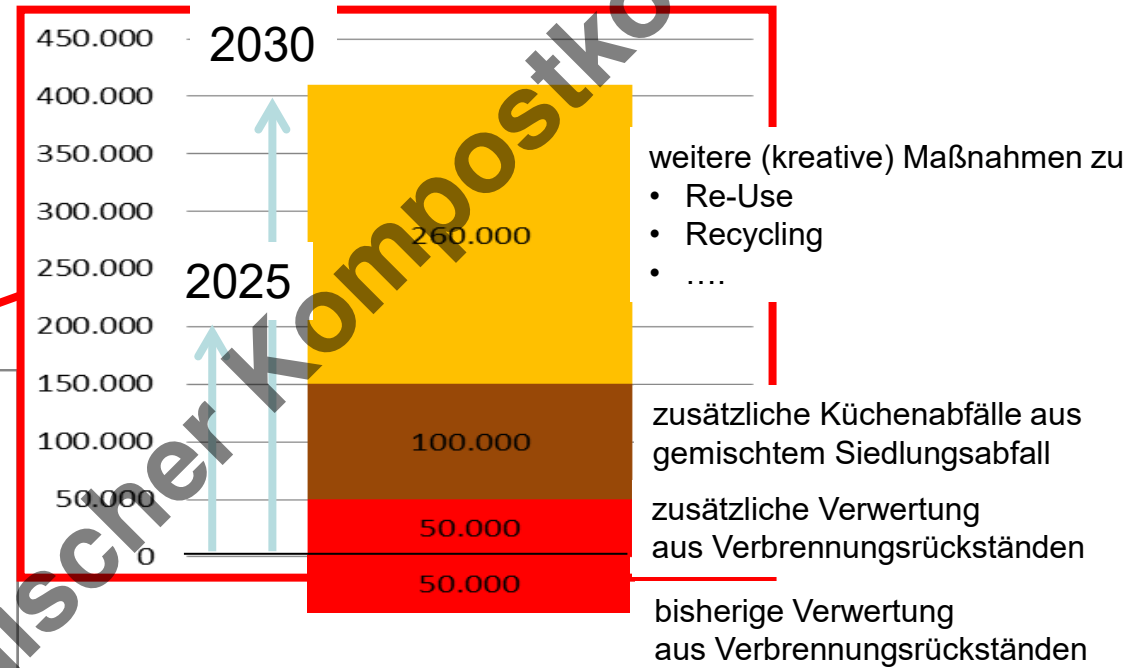 450.000
2030
400.000
350.000
300.000
250.000
200.000
150.000
100.000
50.000
0
2025
260.000
100.000
50.000
50.000
weitere (kreative) Maßnahmen zu
• Re-Use
• Recycling
• ....
zusätzliche Küchenabfälle aus
gemischtem Siedlungsabfall
zusätzliche Verwertung
aus Verbrennungsrückständen
bisherige Verwertung
aus Verbrennungsrückständen